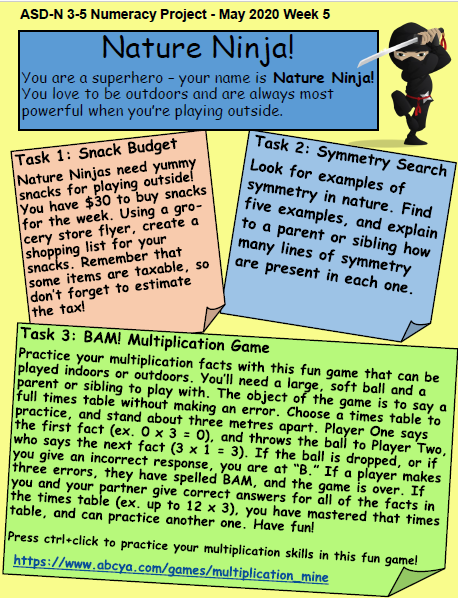 ASD-N 3-5 Numeracy Project - May 2020 Week 5
Nature Ninja!
You are a superhero – your name is Nature Ninja!
You love to be outdoors and are always most
powerful when you're playing outside.
Task 1: Snack Budget
Nature Ninjas need yummy
snacks for playing outside!
You have $30 to buy snacks
for the week. Using a gro-
cery store flyer, create a
shopping list for your
snacks. Remember that
some items are taxable, so
don't forget to estimate
the tax!
Task 2: Symmetry Search
Look for examples of
symmetry in nature. Find
five examples, and explain
to a parent or sibling how
many lines of symmetry
are present in each one.
Task 3: BAM! Multiplication Game
Practice your multiplication facts with this fun game that can be
played indoors or outdoors. You'll need a large, soft ball and a
parent or sibling to play with. The object of the game is to say a
full times table without making an error. Choose a times table to
practice, and stand about three metres apart. Player One says
the first fact (ex. 0 x 3 = 0), and throws the ball to Player Two,
who says the next fact (3 x 1 = 3). If the ball is dropped, or if
you give an incorrect response, you are at "B." If a player makes
three errors, they have spelled BAM, and the game is over. If
you and your partner give correct answers for all of the facts in
the times table (ex. up to 12 x 3), you have mastered that times
table, and can practice another one. Have fun!
Press ctrl+click to practice your multiplication skills in this fun game!
https://www.abcya.com/games/multiplication_mine